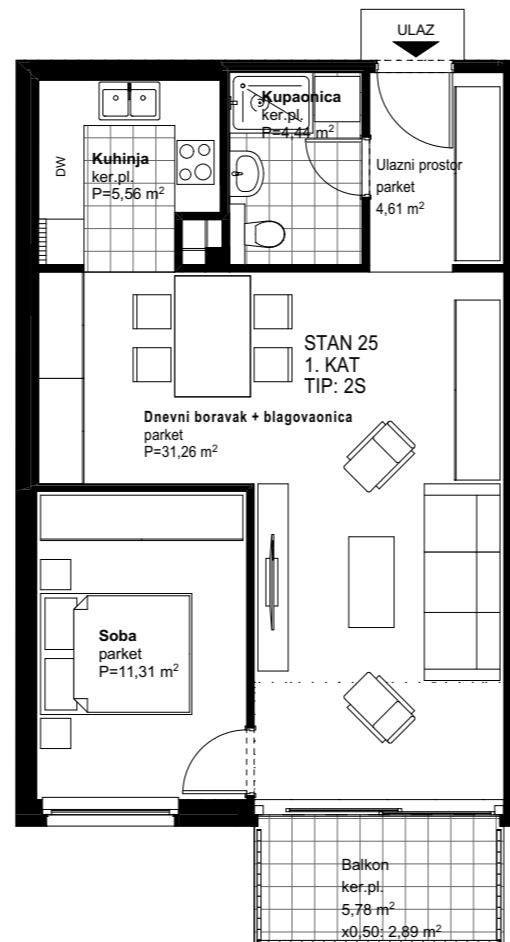 ULAZ
Kupaonica
ker.pl.
P=4,44 m²
DW
Kuhinja
ker.pl.
P=5,56 m²
Ulazni prostor
parket
4,61 m²
STAN 25
1. KAT
TIP: 2S
Dnevni boravak + blagovaonica
parket
P=31,26 m²
Soba
parket
P=11,31 m²
Balkon
ker.pl.
5,78 m²
x0,50: 2,89 m²